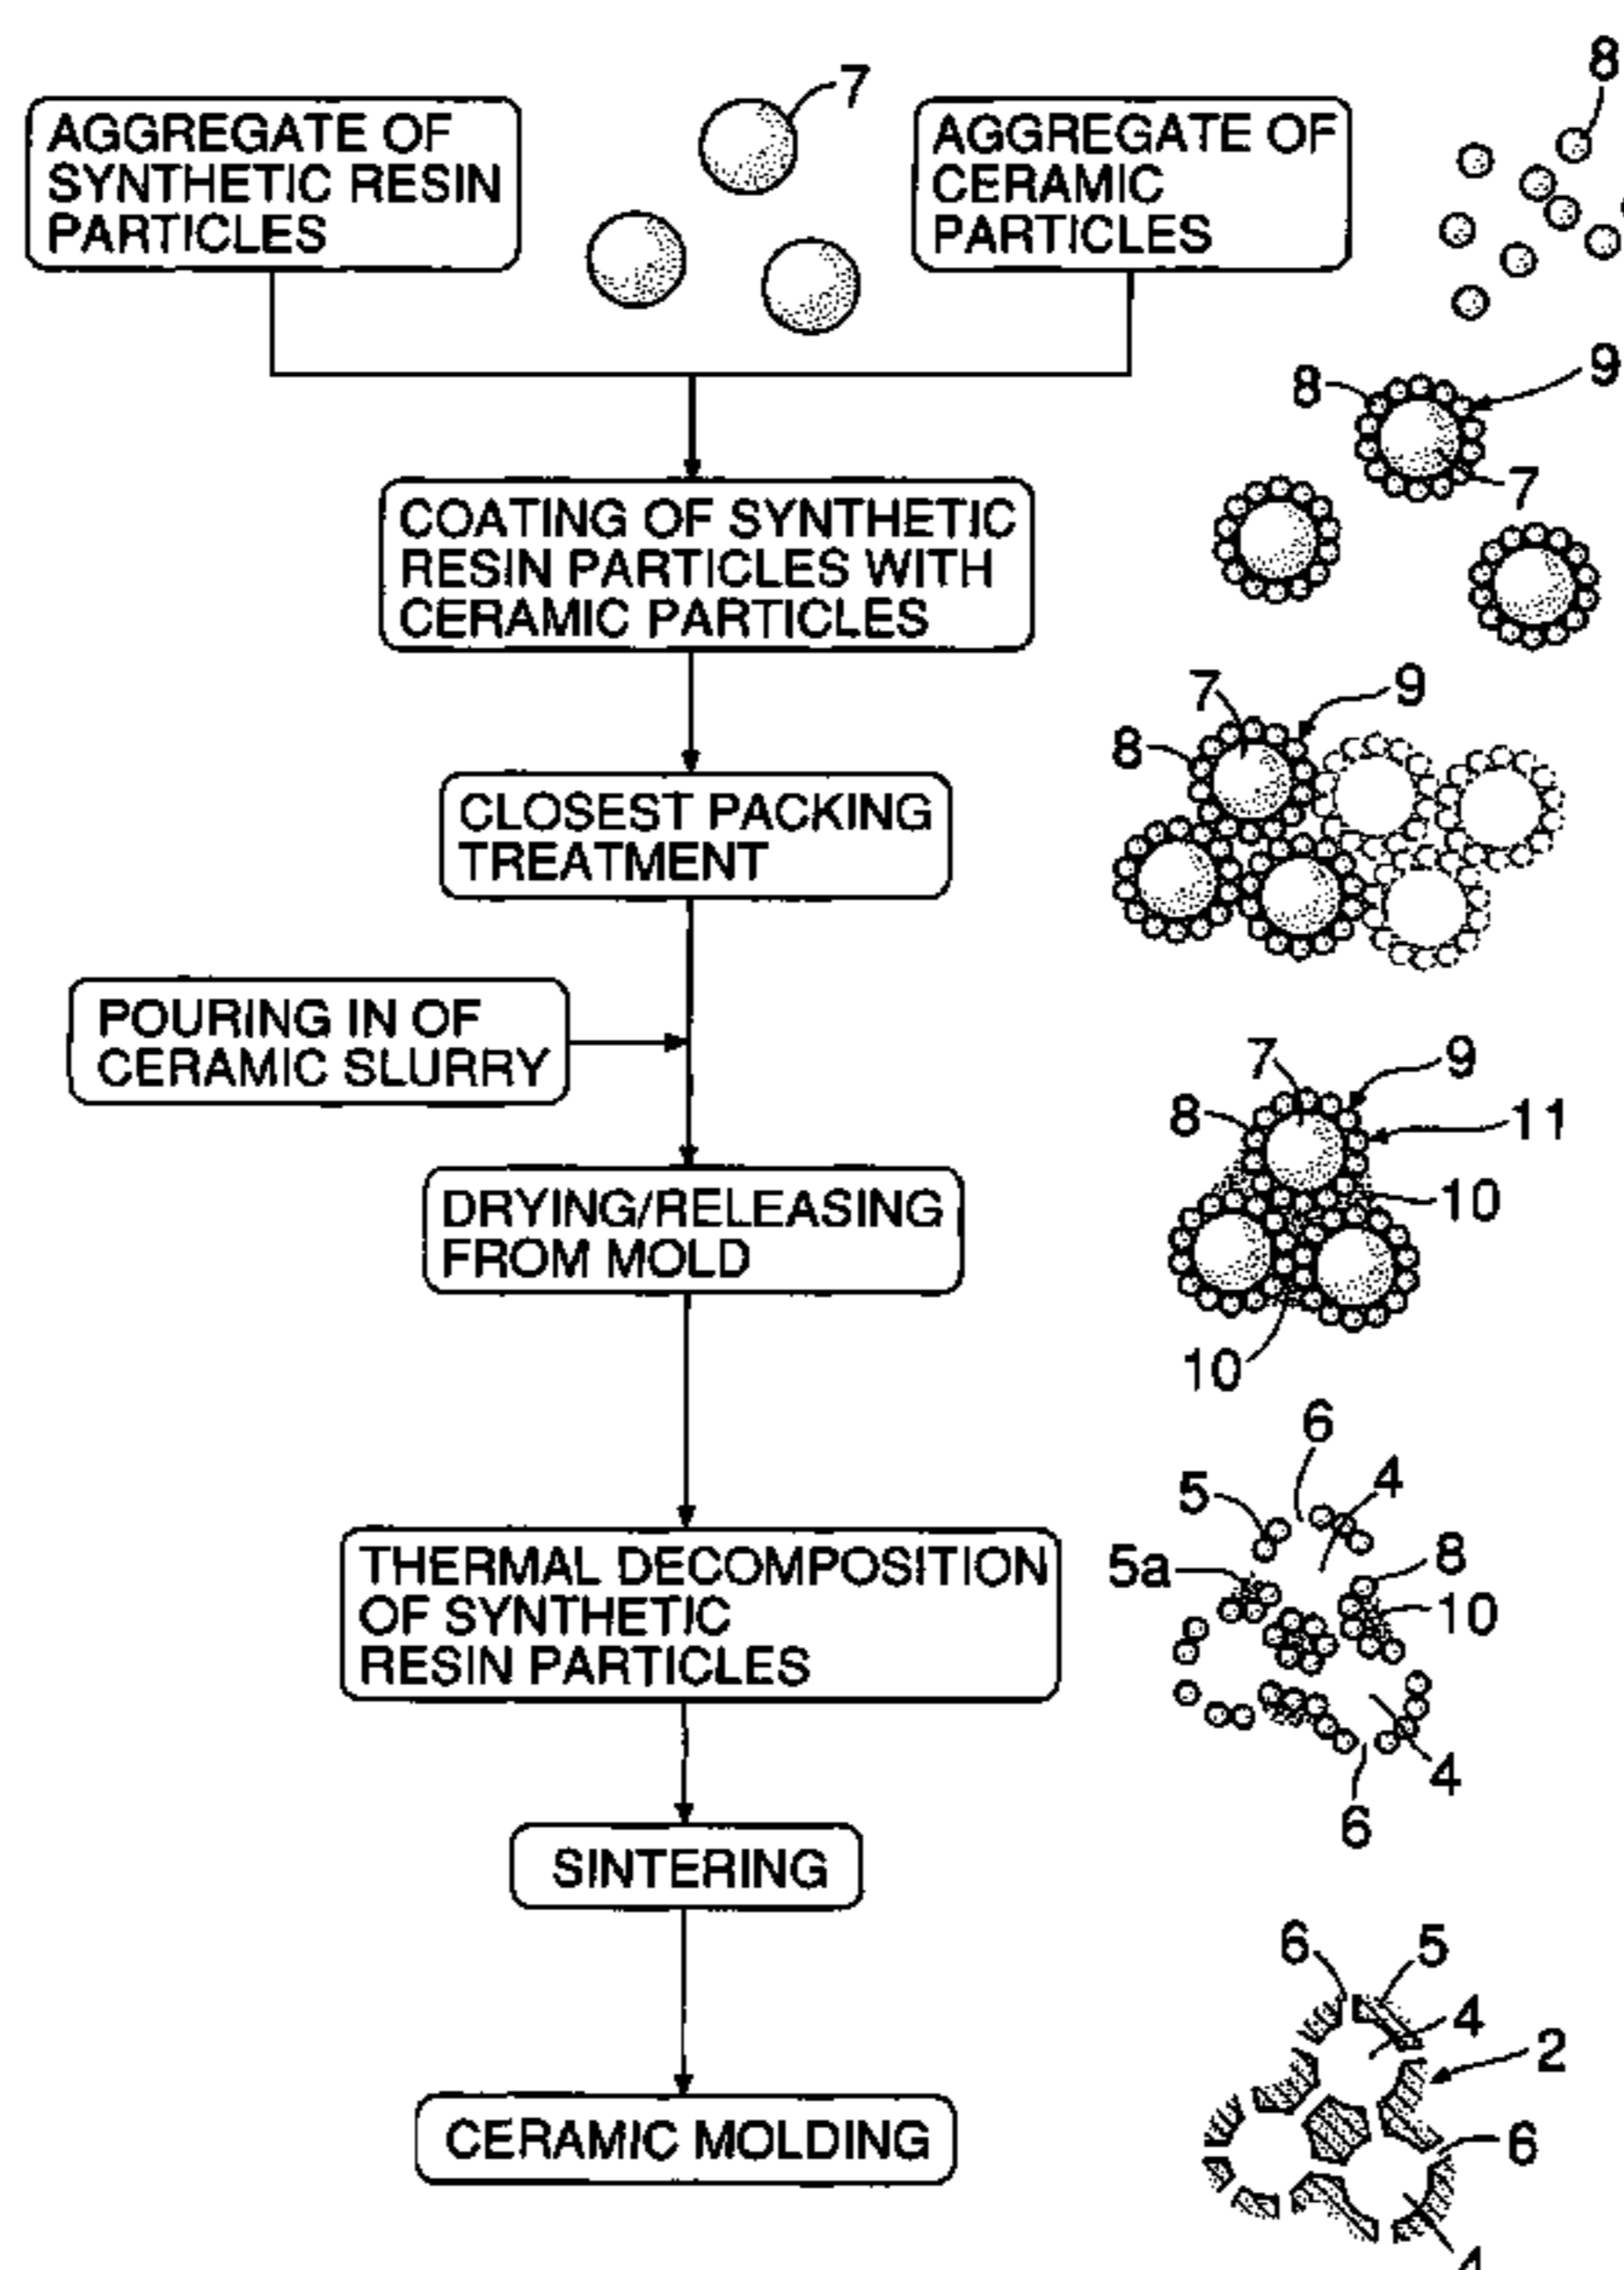 7
8
AGGREGATE OF
SYNTHETIC RESIN
PARTICLES
AGGREGATE OF
CERAMIC
PARTICLES
8
9
7
COATING OF SYNTHETIC
RESIN PARTICLES WITH
CERAMIC PARTICLES
7
9
8
CLOSEST PACKING
TREATMENT
POURING IN OF
CERAMIC SLURRY
7
9
8
11
10
DRYING/RELEASING
FROM MOLD
10
6
4
5
5a
8
10
THERMAL DECOMPOSITION
OF SYNTHETIC
RESIN PARTICLES
4
6
SINTERING
6
5
4
2
6
CERAMIC MOLDING
4